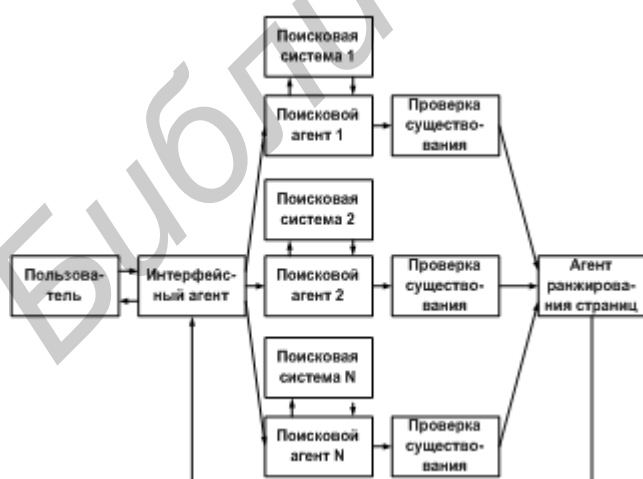 Поисковая
система 1
Поисковой
агент 1
Проверка
существо-
вания
Поисковая
система 2
Пользова-
тель
Интерфейс-
ный агент
Поисковой
агент 2
Проверка
существо-
вания
Агент
ранжирова-
ния страниц
Поисковая
система N
Поисковой
агент N
Проверка
существо-
вания
Библи